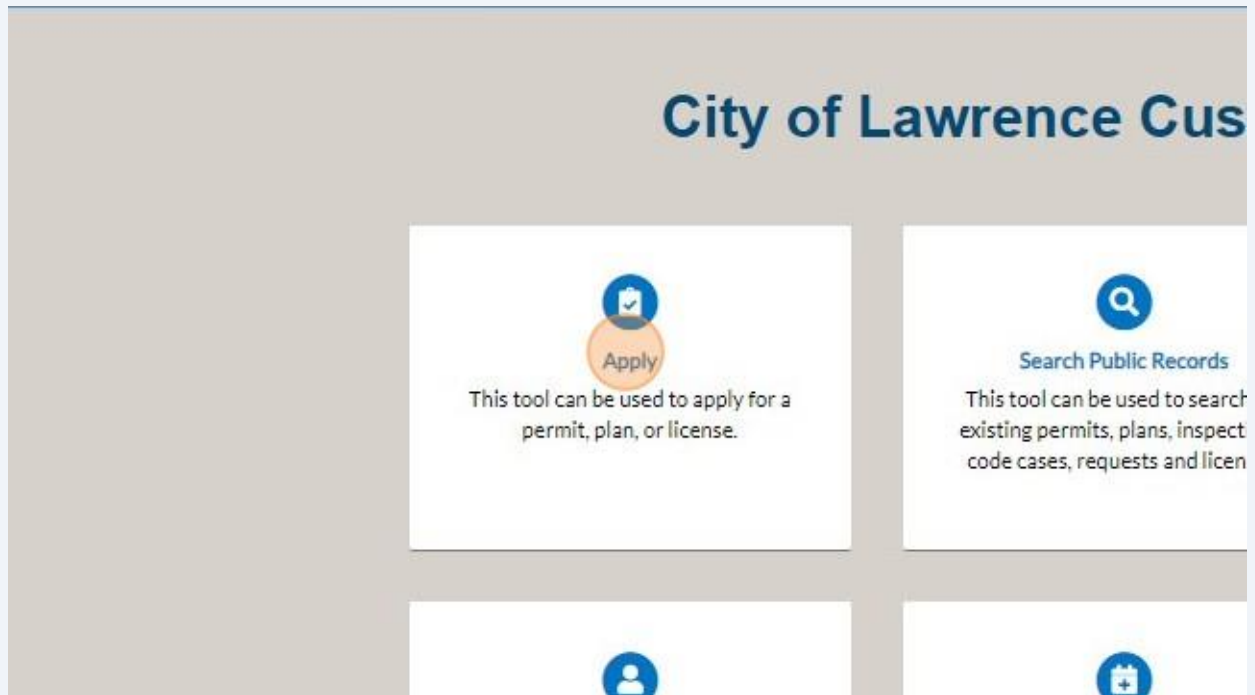 City of Lawrence Cus
Apply
This tool can be used to apply for a
permit, plan, or license.
Search Public Records
This tool can be used to search
existing permits, plans, inspect
code cases, requests and licen